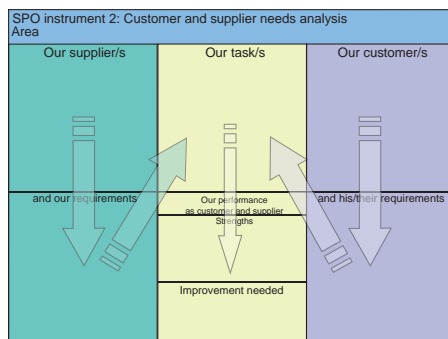 SPO instrument 2: Customer and supplier needs analysis
Area
Our supplier/s
Our task/s
Our customer/s
and our requirements
Our performance
as customer and supplier
Strengths
and his/their requirements
Improvement needed